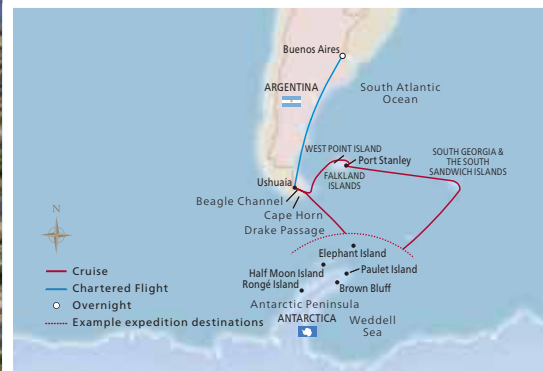 Buenos Aires
ARGENTINA
South Atlantic
Ocean
WEST POINT ISLAND
Port Stanley
SOUTH GEORGIA &
THE SOUTH
SANDWICH ISLANDS
FALKLAND
ISLANDS
Ushuaia
Beagle Channel
Cape Horn
Drake Passage
N
Elephant Island
Half Moon Island
Paulet Island
Rongé Island
Brown Bluff
Antarctic Peninsula
ANTARCTICA
Weddell
Sea
Cruise
Chartered Flight
Overnight
Example expedition destinations